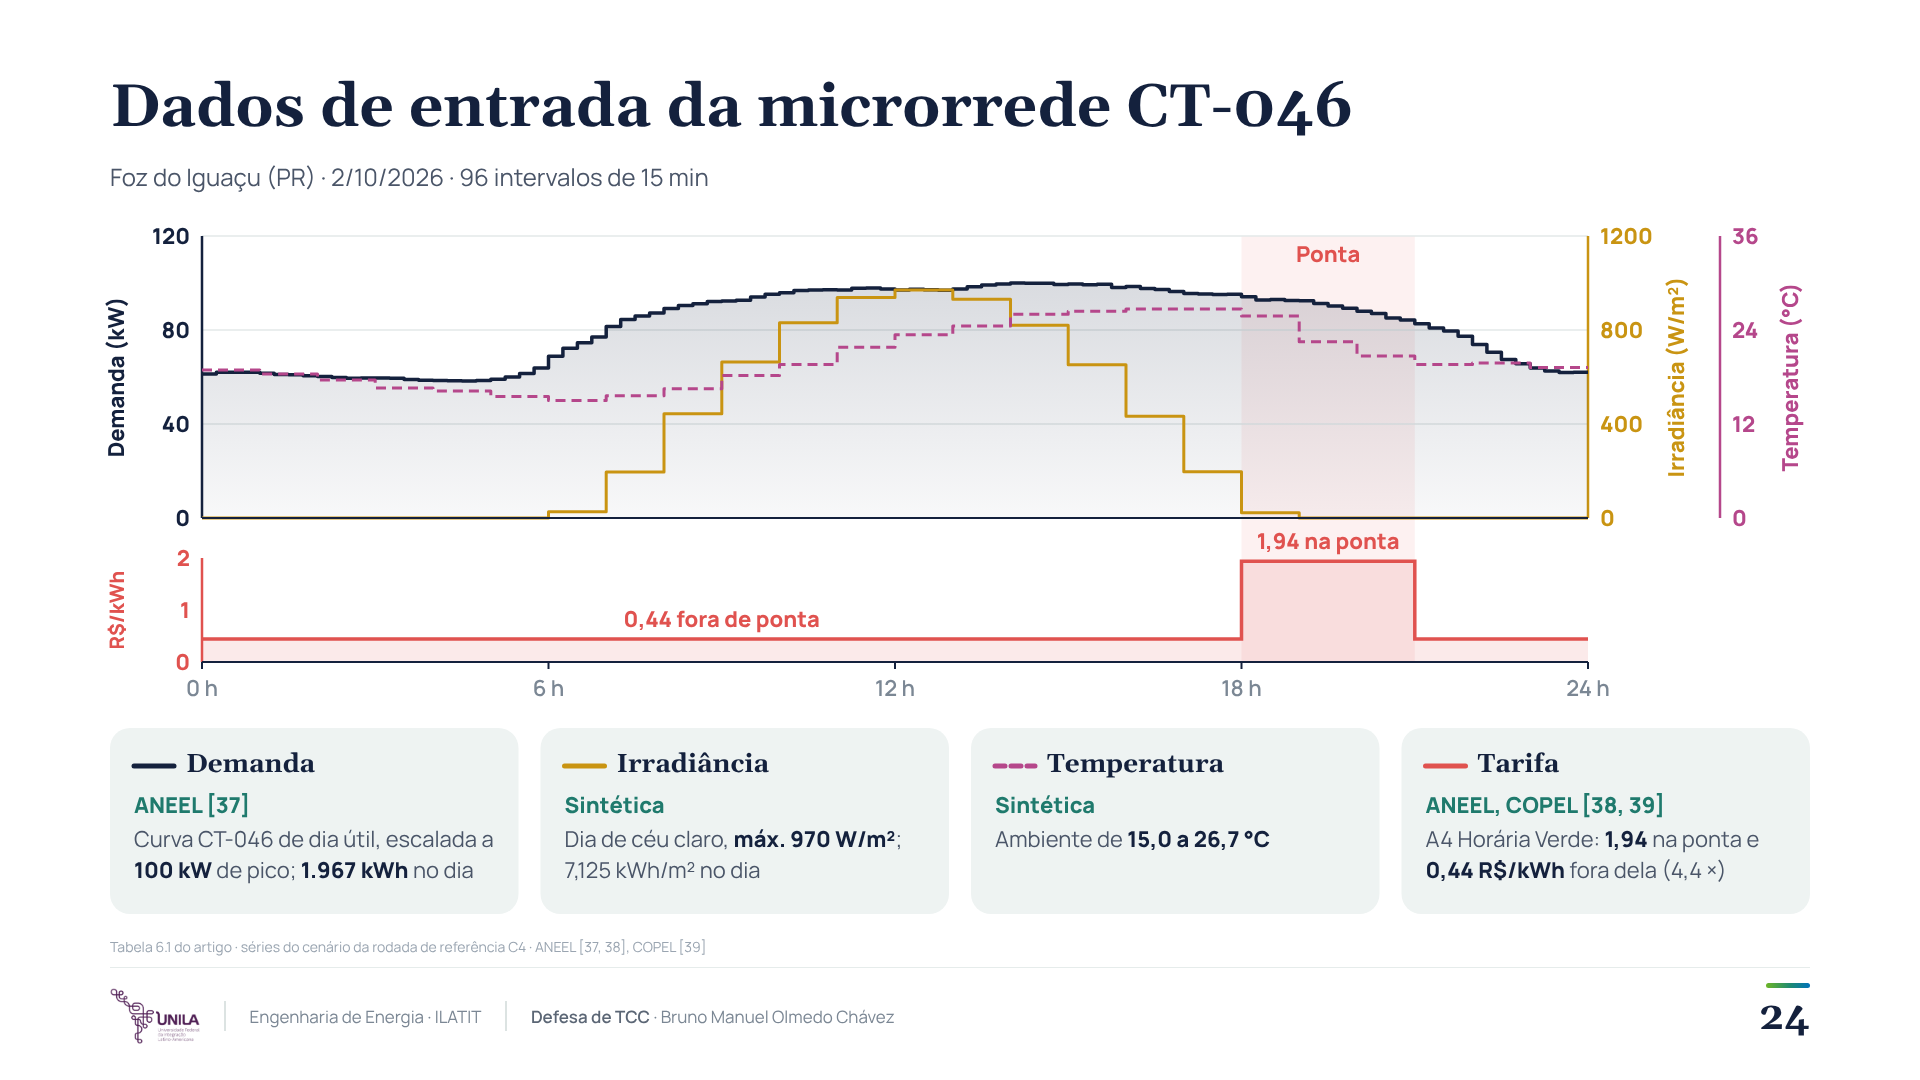 Dados de entrada da microrrede CT-046
Foz do Iguaçu (PR) · 2/10/2026 · 96 intervalos de 15 min
120
80
40
0
Demanda (kW)
Ponta
1200
800
400
0
Irradiância (W/m²)
36
24
12
0
Temperatura (°C)
2
1
0
R$/kWh
1,94 na ponta
0,44 fora de ponta
0 h
6 h
12 h
18 h
24 h
Demanda
ANEEL [37]
Curva CT-046 de dia útil, escalada a
100 kW de pico; 1.967 kWh no dia
Irradiância
Sintética
Dia de céu claro, máx. 970 W/m²;
7,125 kWh/m² no dia
Temperatura
Sintética
Ambiente de 15,0 a 26,7 °C
Tarifa
ANEEL, COPEL [38, 39]
A4 Horária Verde: 1,94 na ponta e
0,44 R$/kWh fora dela (4,4 ×)
Tabela 6.1 do artigo · séries do cenário da rodada de referência C4 · ANEEL [37, 38], COPEL [39]
UNILA
Universidade Federal
da Integração
Latino-Americana
Engenharia de Energia · ILATIT
Defesa de TCC · Bruno Manuel Olmedo Chávez
24